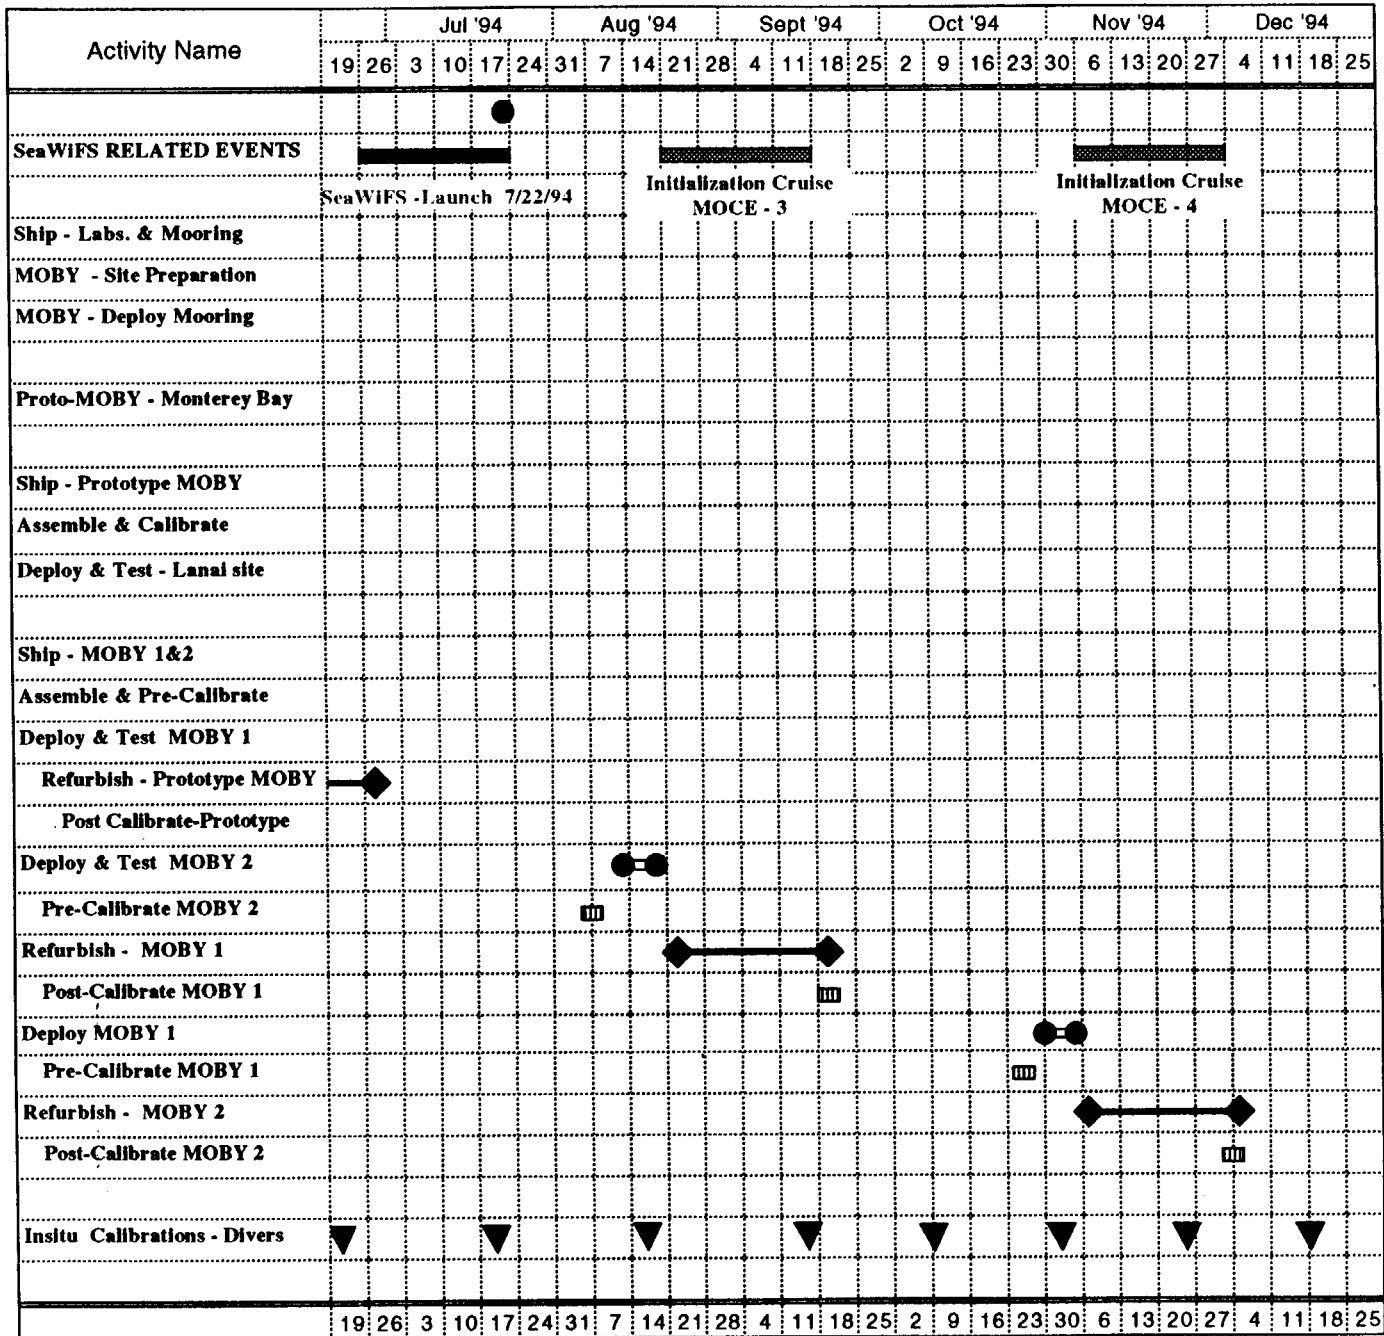 Activity Name
Jul '94 Aug '94 Sept '94 Oct '94 Nov '94 Dec '94
19 26 3 10 17 24 31 7 14 21 28 4 11 18 25 2 9 16 23 30 6 13 20 27 4 11 18 25
SeaWiFS RELATED EVENTS
SeaWiFS -Launch 7/22/94
Initialization Cruise
MOCE - 3
Initialization Cruise
MOCE - 4
Ship - Labs. & Mooring
MOBY - Site Preparation
MOBY - Deploy Mooring
Proto-MOBY - Monterey Bay
Ship - Prototype MOBY
Assemble & Calibrate
Deploy & Test - Lanai site
Ship - MOBY 1&2
Assemble & Pre-Calibrate
Deploy & Test MOBY 1
Refurbish - Prototype MOBY
Post Calibrate-Prototype
Deploy & Test MOBY 2
Pre-Calibrate MOBY 2
Refurbish - MOBY 1
Post-Calibrate MOBY 1
Deploy MOBY 1
Pre-Calibrate MOBY 1
Refurbish - MOBY 2
Post-Calibrate MOBY 2
Insitu Calibrations - Divers
19 26 3 10 17 24 31 7 14 21 28 4 11 18 25 2 9 16 23 30 6 13 20 27 4 11 18 25